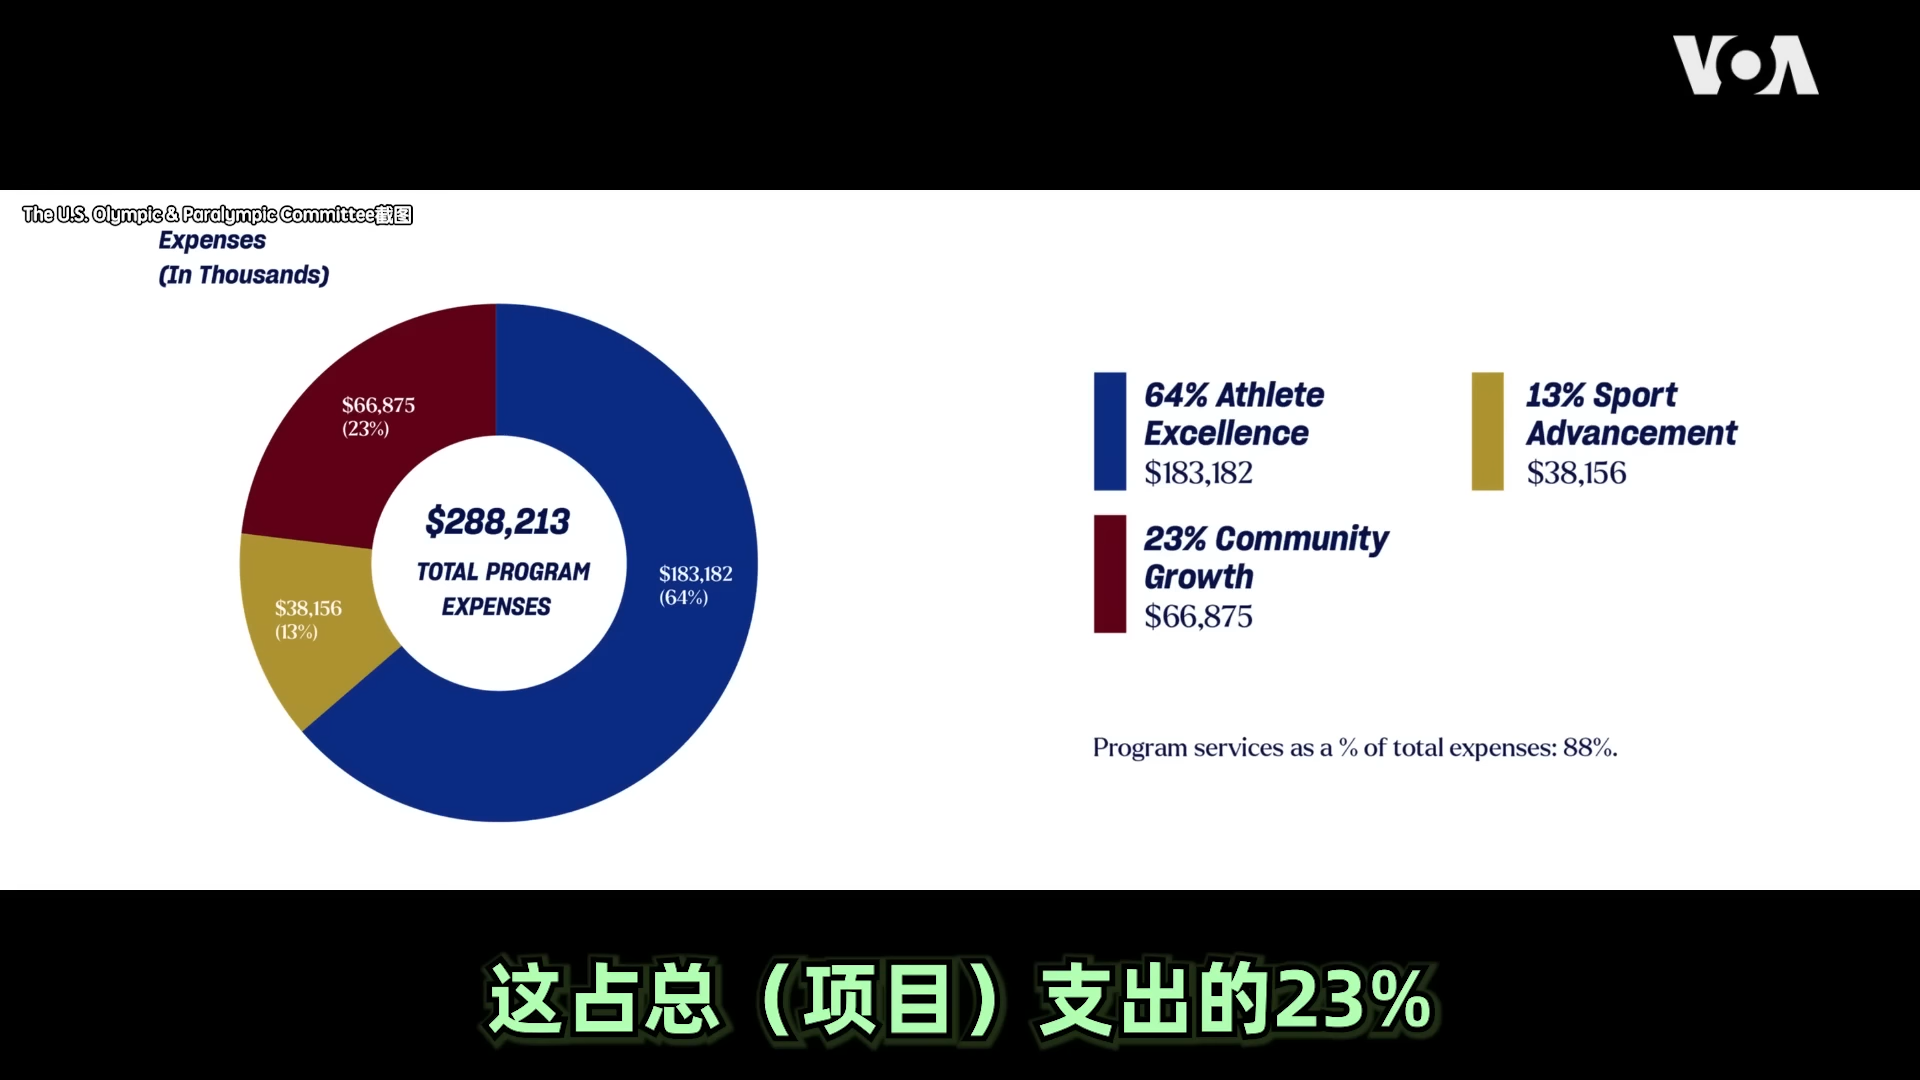 VOA
The U.S. Olympic & Paralympic Committee截图
Expenses
(In Thousands)
$66,875
(23%)
$288,213
TOTAL PROGRAM
EXPENSES
$183,182
(64%)
$38,156
(13%)
64% Athlete
Excellence
$183,182
13% Sport
Advancement
$38,156
23% Community
Growth
$66,875
Program services as a % of total expenses: 88%.
这占总（项目）支出的23%